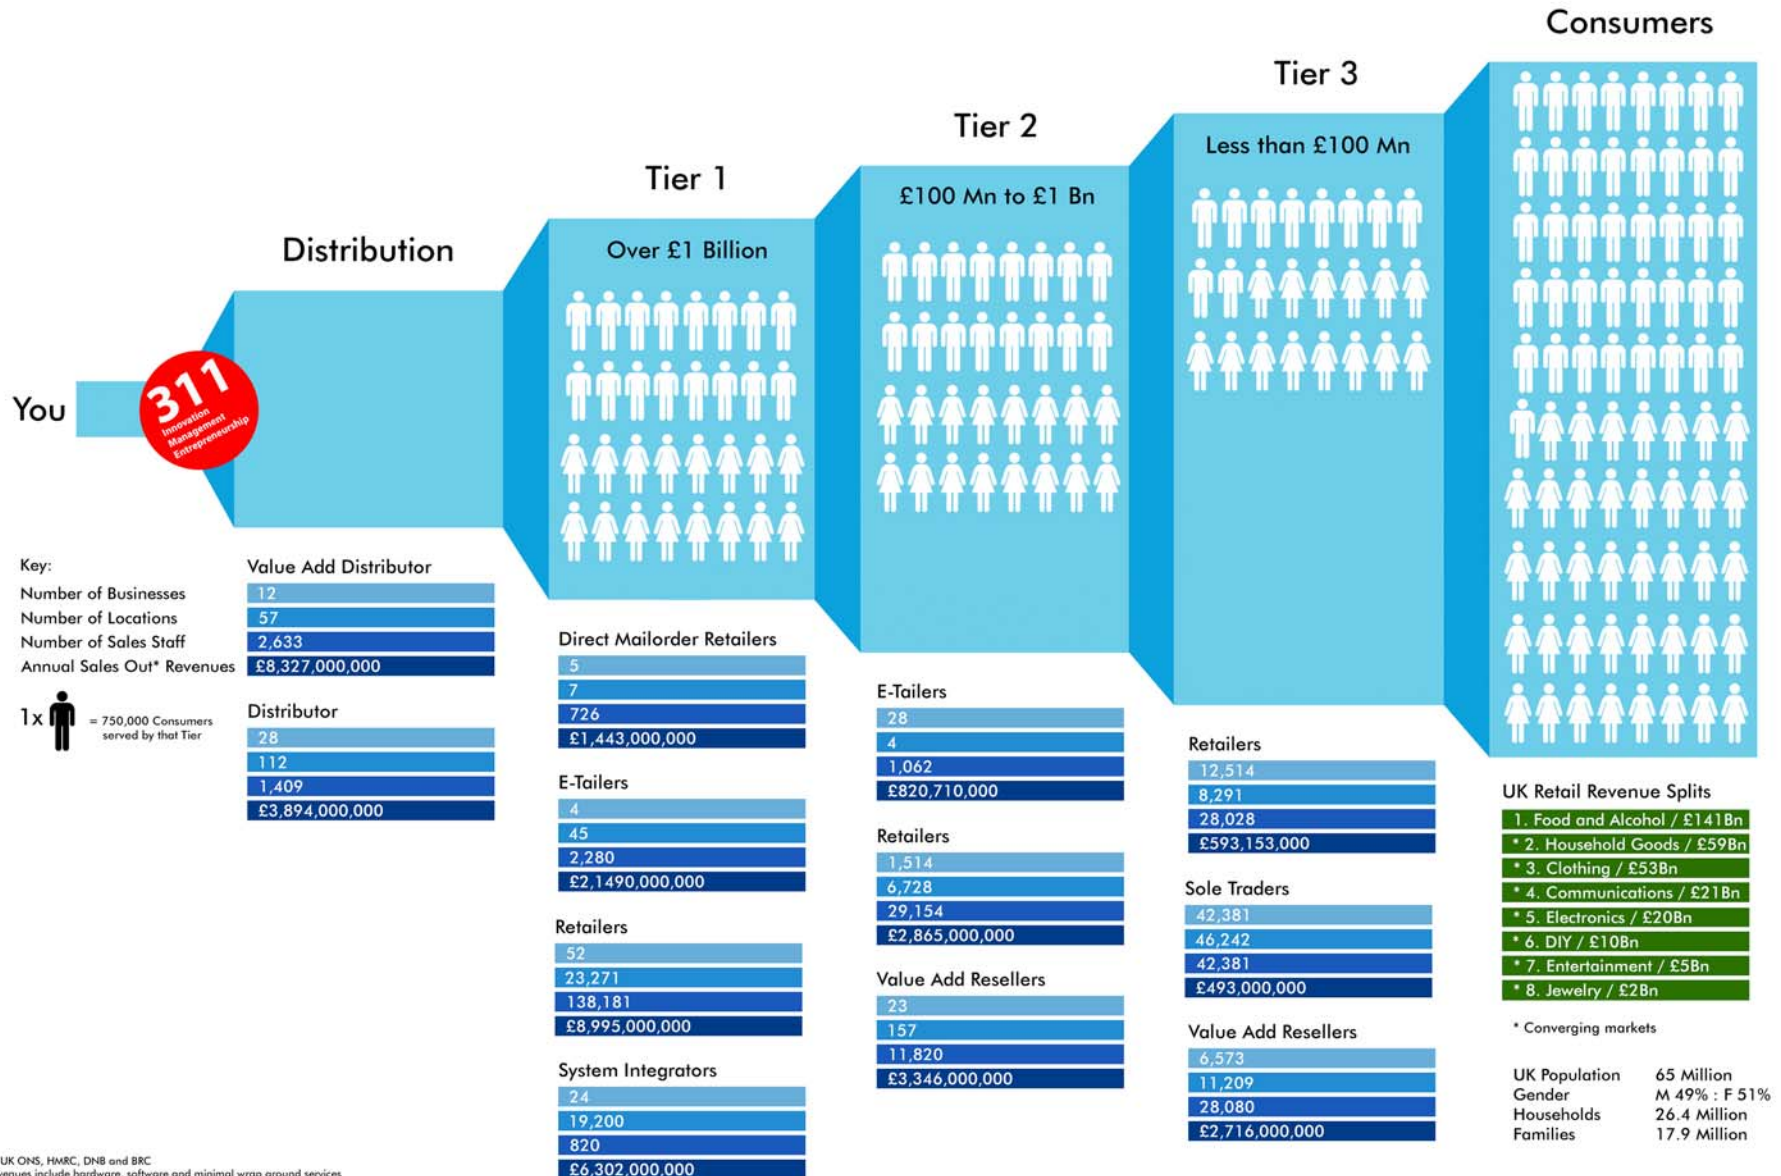 Consumers
Tier 3
Tier 2
Less than £100 Mn
Tier 1
£100 Mn to £1 Bn
Distribution
Over £1 Billion
You
311
Innovation
Management
Entrepreneurship
Key:
Number of Businesses
Number of Locations
Number of Sales Staff
Annual Sales Out* Revenues
1x
= 750,000 Consumers
served by that Tier
Value Add Distributor
12
57
2,633
£8,327,000,000
Distributor
28
112
1,409
£3,894,000,000
Direct Mailorder Retailers
5
7
726
£1,443,000,000
E-Tailers
4
45
2,280
£2,1490,000,000
Retailers
52
23,271
138,181
£8,995,000,000
System Integrators
24
19,200
820
£6,302,000,000
E-Tailers
28
4
1,062
£820,710,000
Retailers
1,514
6,728
29,154
£2,865,000,000
Value Add Resellers
23
157
11,820
£3,346,000,000
Retailers
12,514
8,291
28,028
£593,153,000
Sole Traders
42,381
46,242
42,381
£493,000,000
Value Add Resellers
6,573
11,209
28,080
£2,716,000,000
UK Retail Revenue Splits
1. Food and Alcohol / £141Bn
* 2. Household Goods / £59Bn
* 3. Clothing / £53Bn
* 4. Communications / £21Bn
* 5. Electronics / £20Bn
* 6. DIY / £10Bn
* 7. Entertainment / £5Bn
* 8. Jewelry / £2Bn
* Converging markets
UK Population 65 Million
Gender M 49% : F 51%
Households 26.4 Million
Families 17.9 Million
UK ONS, HMRC, DNB and BRC
include hardware, software and minimal wrap around services